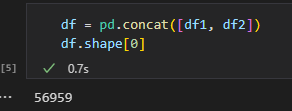 df = pd.concat([df1, df2])
df.shape[0]
[5]
✓ 0.7s
... 56959